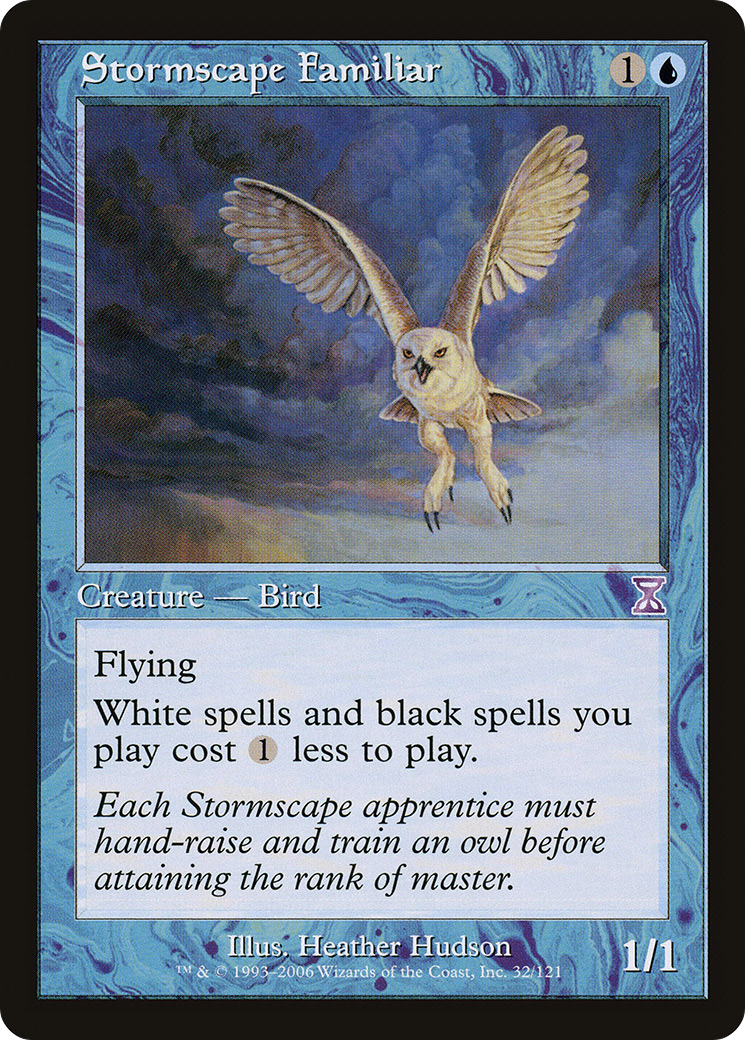 Stormscape Familiar 1
Creature — Bird
Flying
White spells and black spells you
play cost 1 less to play.
Each Stormscape apprentice must
hand-raise and train an owl before
attaining the rank of master.
Illus. Heather Hudson
1/1
™ & © 1993–2006 Wizards of the Coast, Inc. 32/121